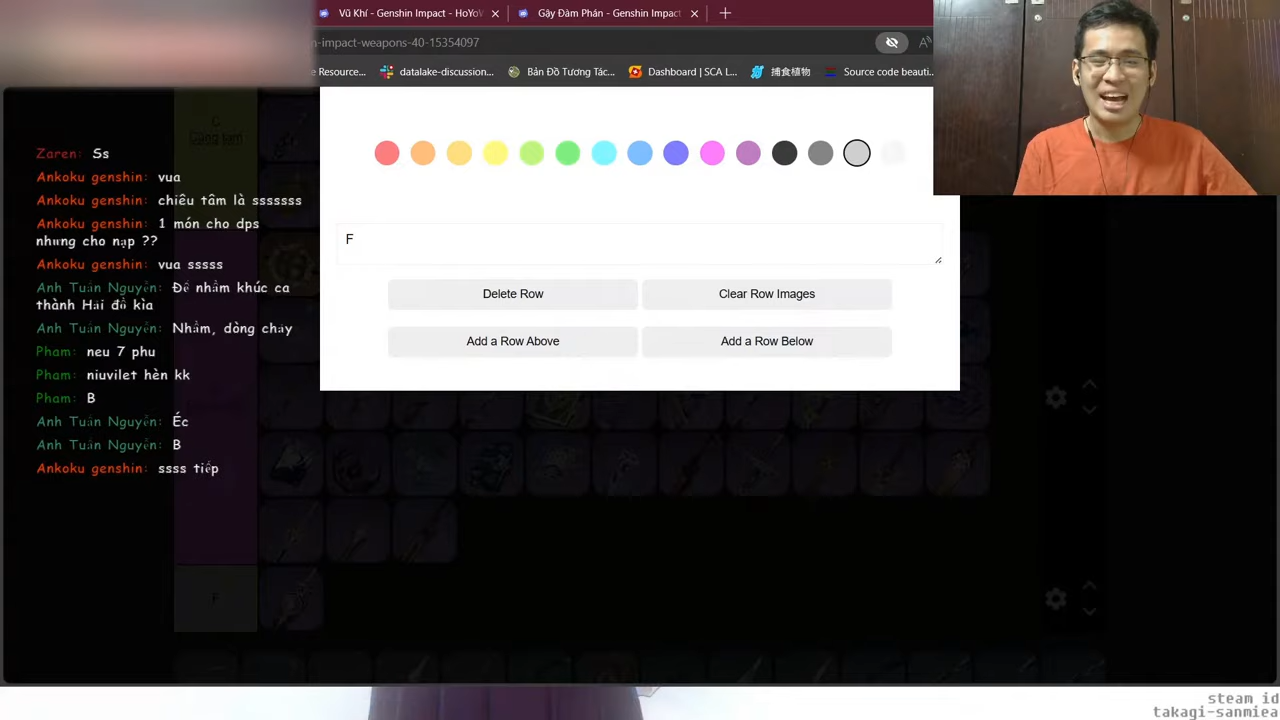 Vũ Khí - Genshin Impact - HoYoV
Gậy Đàm Phán - Genshin Impact
n-impact-weapons-40-15354097
e Resource...
datalake-discussion...
Bản Đồ Tương Tác...
Dashboard | SCA L...
捕食植物
Source code beauti...
C
Zaren: Ss
Ankoku genshin: vua
Ankoku genshin: chiêu tâm là sssssss
Ankoku genshin: 1 món cho dps
nhung cho nạp ??
Ankoku genshin: vua sssss
Anh Tuấn Nguyễn: Để nhầm khúc ca
thành Hải đồ kìa
Anh Tuấn Nguyễn: Nhầm, dòng chảy
Pham: neu 7 phu
Pham: niuvilet hèn kk
Pham: B
Anh Tuấn Nguyễn: Éc
Anh Tuấn Nguyễn: B
Ankoku genshin: ssss tiếp
F
Delete Row
Clear Row Images
Add a Row Above
Add a Row Below
F
steam id
takagi-sanmiea